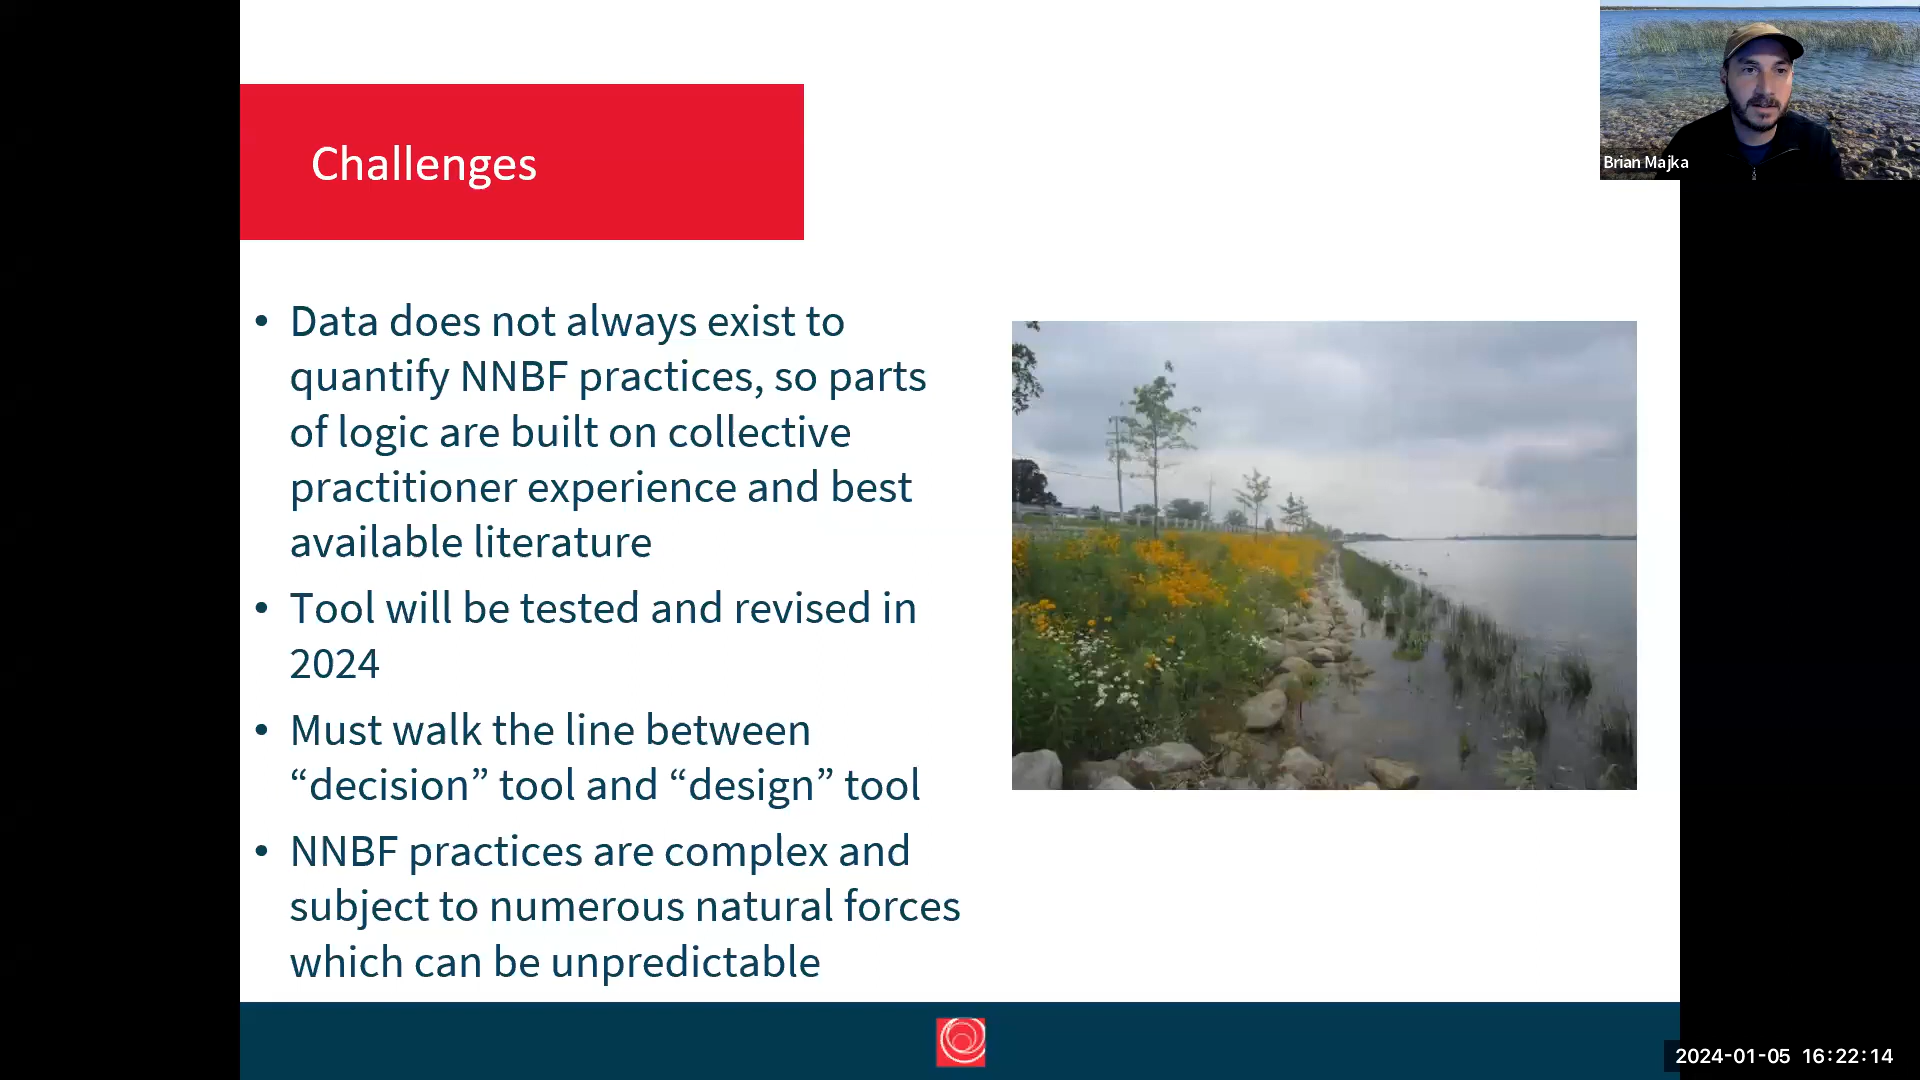 Challenges
• Data does not always exist to
quantify NNBF practices, so parts
of logic are built on collective
practitioner experience and best
available literature
• Tool will be tested and revised in
2024
• Must walk the line between
“decision” tool and “design” tool
• NNBF practices are complex and
subject to numerous natural forces
which can be unpredictable
Brian Majka
2024-01-05 16:22:14